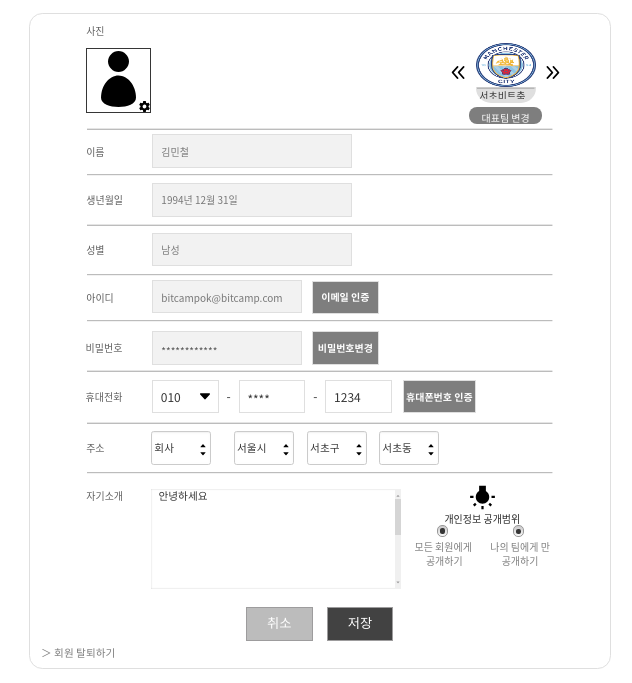 사진
MANCHESTER
CITY
서초비트축
대표팀 변경
이름 김민철
생년월일 1994년 12월 31일
성별 남성
아이디 bitcampok@bitcamp.com 이메일 인증
비밀번호 ************ 비밀번호변경
휴대전화 010 - **** - 1234 휴대폰번호 인증
주소 회사 서울시 서초구 서초동
자기소개 안녕하세요
개인정보 공개범위
모든 회원에게 나의 팀에게 만
공개하기 공개하기
취소 저장
> 회원 탈퇴하기